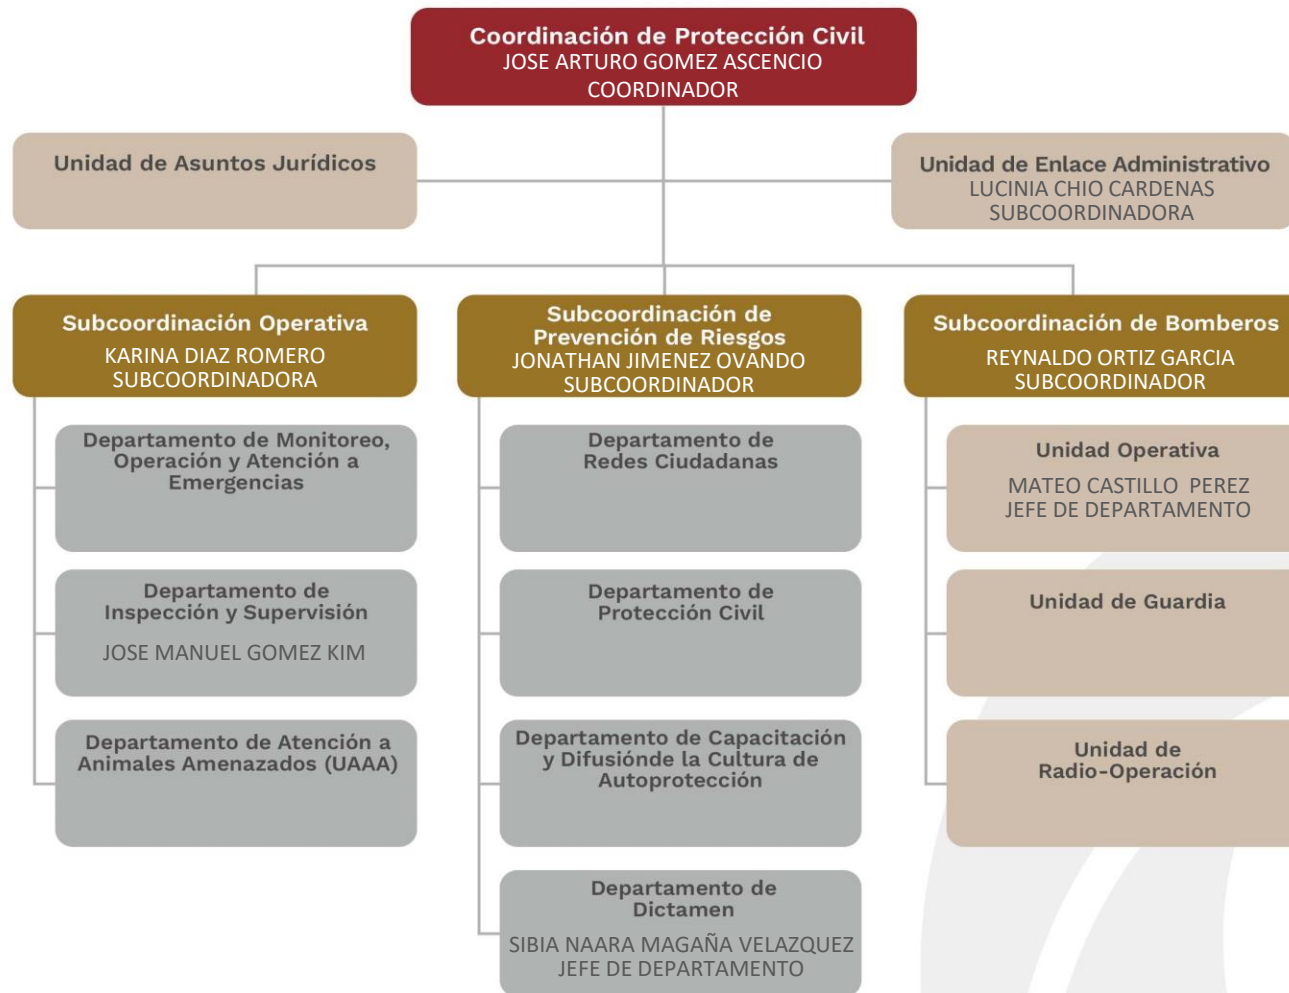 Coordinación de Protección Civil
JOSE ARTURO GOMEZ ASCENCIO
COORDINADOR
Unidad de Asuntos Jurídicos
Unidad de Enlace Administrativo
LUCINIA CHIO CARDENAS
SUBCOORDINADORA
Subcoordinación Operativa
KARINA DIAZ ROMERO
SUBCOORDINADORA
Subcoordinación de
Prevención de Riesgos
JONATHAN JIMENEZ OVANDO
SUBCOORDINADOR
Subcoordinación de Bomberos
REYNALDO ORTIZ GARCIA
SUBCOORDINADOR
Departamento de Monitoreo,
Operación y Atención a
Emergencias
Departamento de
Inspección y Supervisión
JOSE MANUEL GOMEZ KIM
Departamento de Atención a
Animales Amenazados (UAAA)
Departamento de
Redes Ciudadanas
Departamento de
Protección Civil
Departamento de Capacitación
y Difusiónde la Cultura de
Autoprotección
Departamento de
Dictamen
SIBIA NAARA MAGAÑA VELAZQUEZ
JEFE DE DEPARTAMENTO
Unidad Operativa
MATEO CASTILLO  PEREZ
JEFE DE DEPARTAMENTO
Unidad de Guardia
Unidad de
Radio-Operación